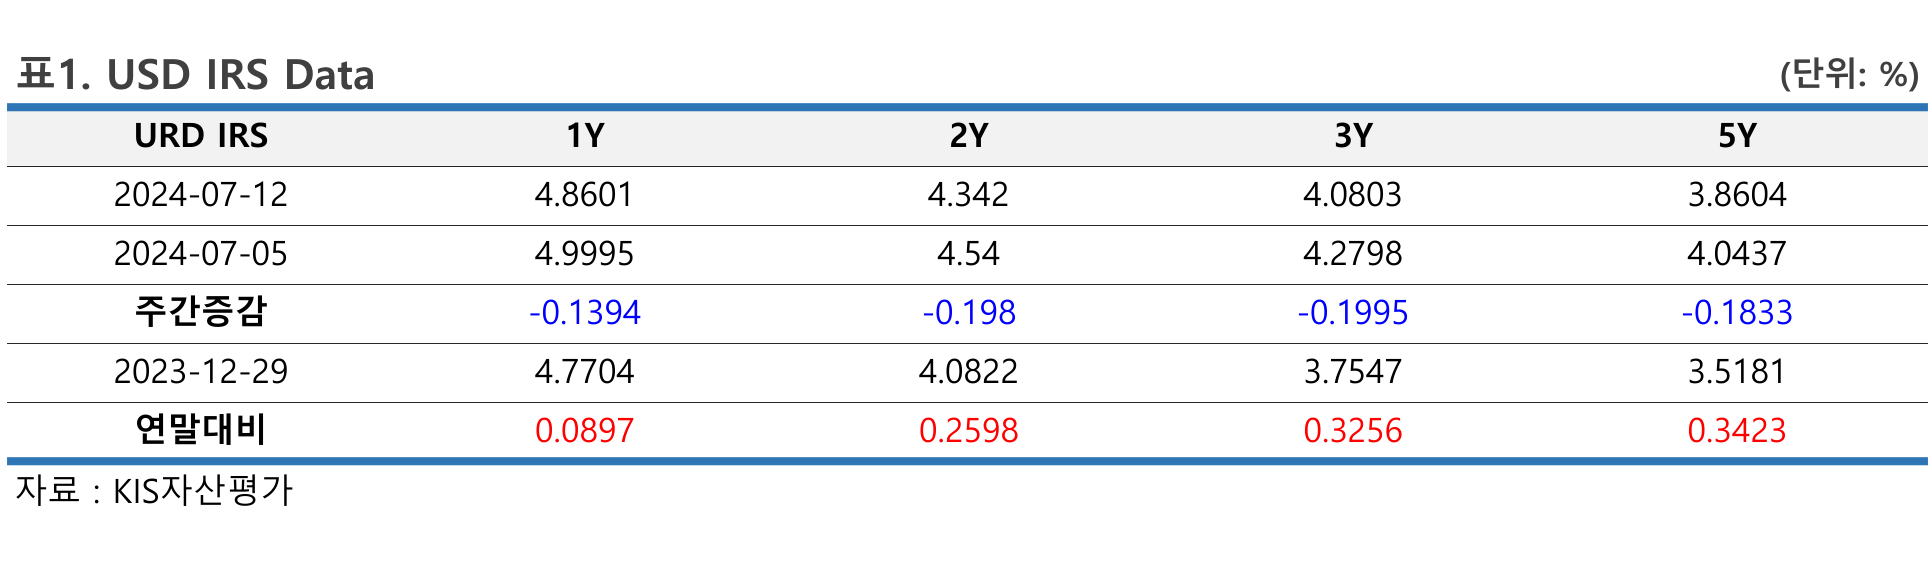 표1. USD IRS Data (단위: %)
URD IRS 1Y 2Y 3Y 5Y
2024-07-12 4.8601 4.342 4.0803 3.8604
2024-07-05 4.9995 4.54 4.2798 4.0437
주간증감 -0.1394 -0.198 -0.1995 -0.1833
2023-12-29 4.7704 4.0822 3.7547 3.5181
연말대비 0.0897 0.2598 0.3256 0.3423
자료 : KIS자산평가